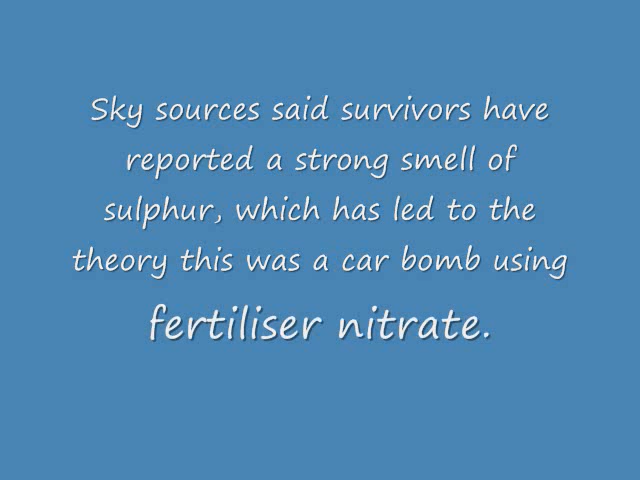 Sky sources said survivors have
reported a strong smell of
sulphur, which has led to the
theory this was a car bomb using
fertiliser nitrate.